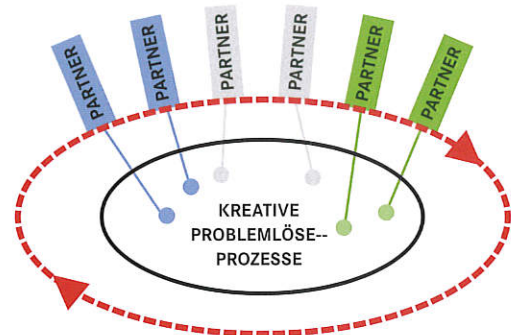 PARTNER
PARTNER
PARTNER
PARTNER
PARTNER
PARTNER
KREATIVE
PROBLEMLÖSE--
PROZESSE